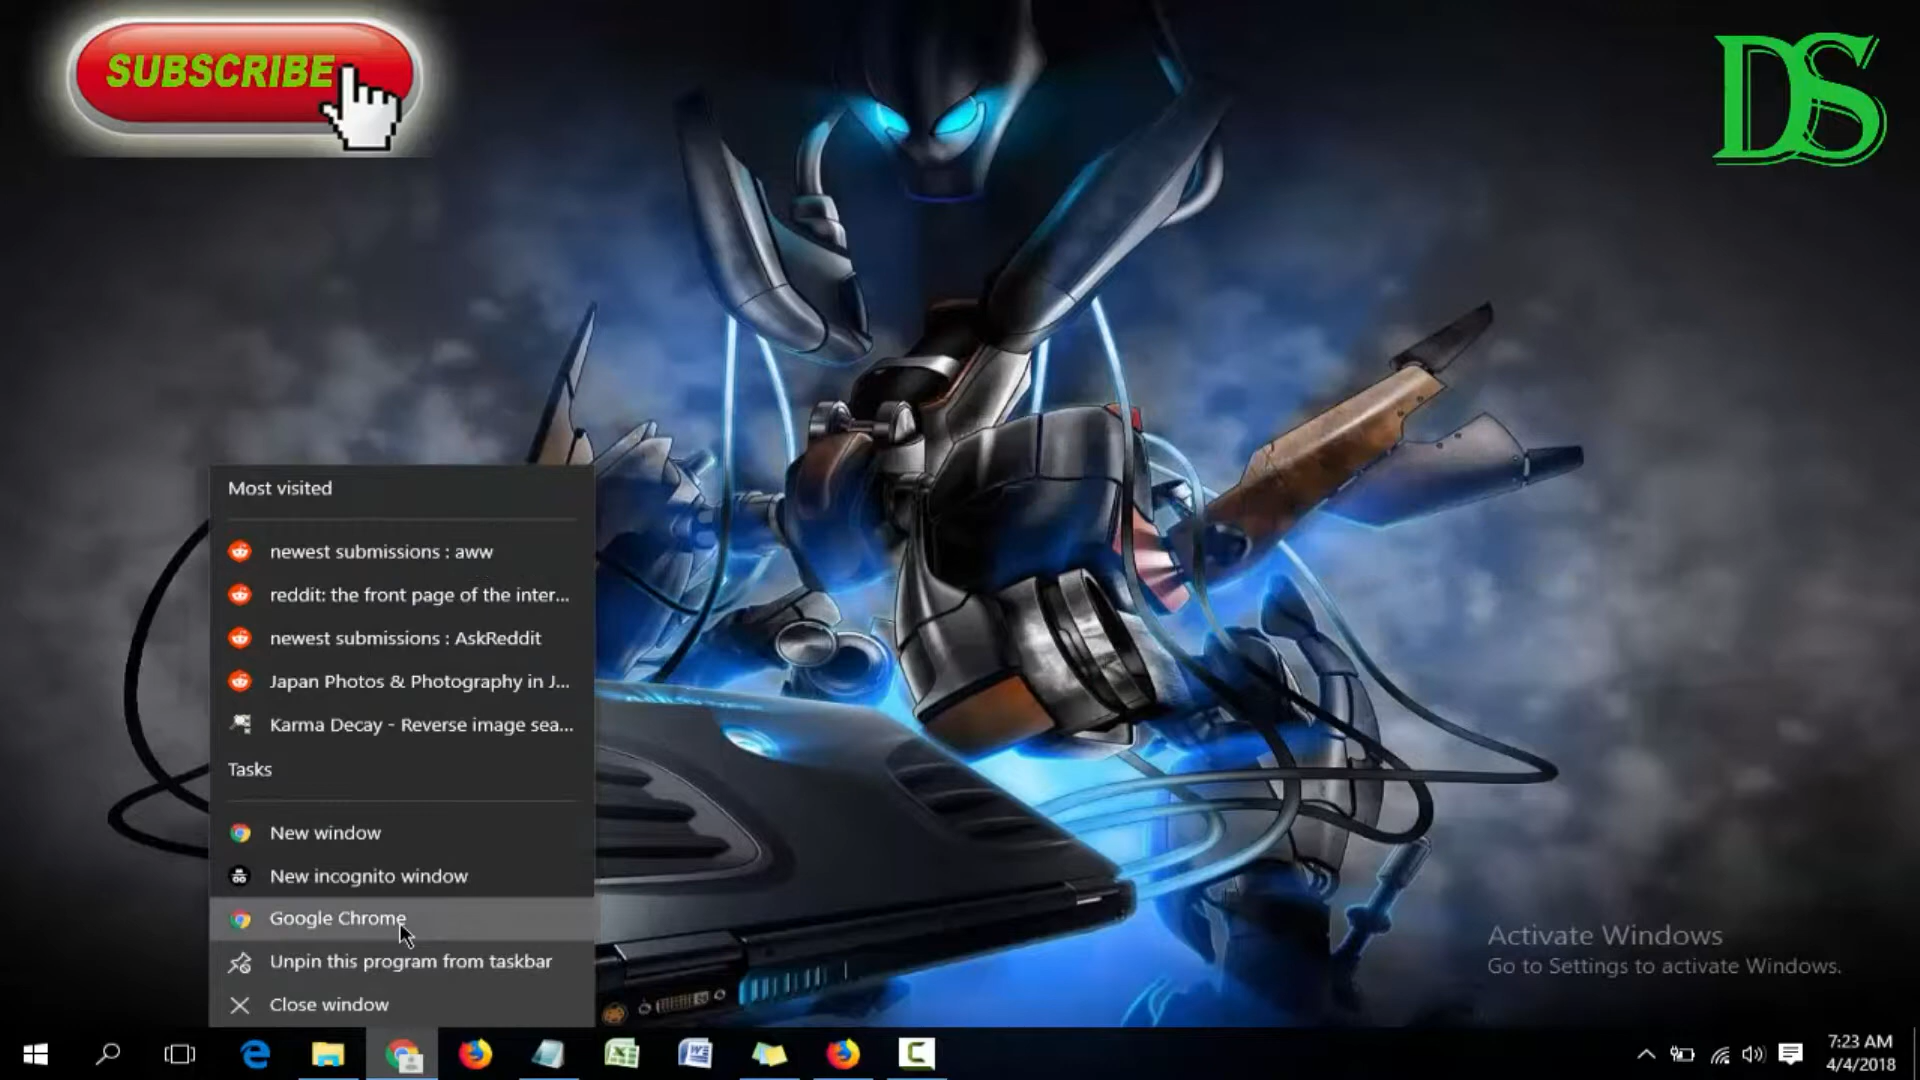 SUBSCRIBE
DS
Most visited
newest submissions : aww
reddit: the front page of the inter...
newest submissions : AskReddit
Japan Photos & Photography in J...
Karma Decay - Reverse image sea...
Tasks
New window
New incognito window
Google Chrome
Unpin this program from taskbar
Close window
Activate Windows
Go to Settings to activate Windows.
7:23 AM
4/4/2018